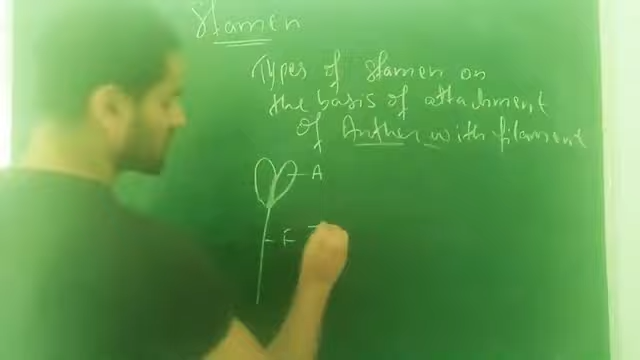 Stamen
Types of stamen on
the basis of attachment
of Anther with filament
A
F